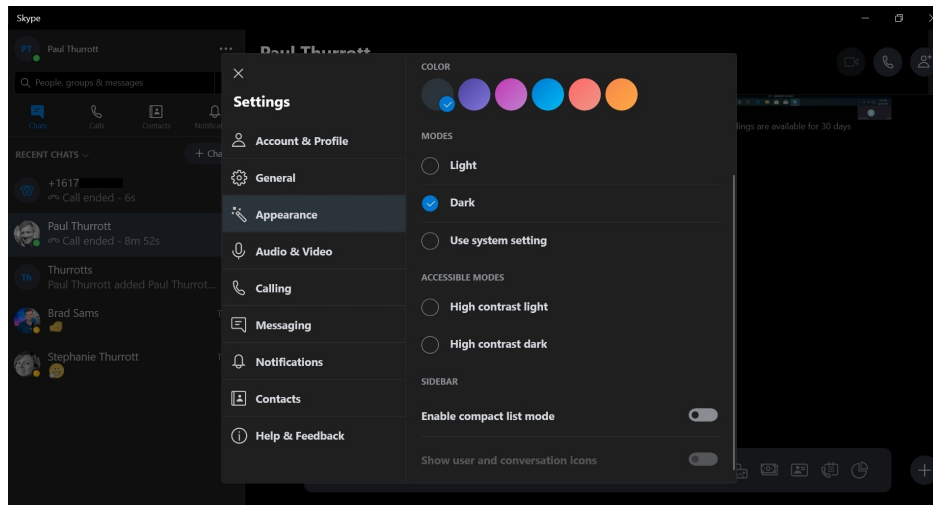 Skype
PT
Paul Thurrott
Paul Thurrott
People, groups & messages
Chats
Calls
Contacts
RECENT CHATS
+1617
Call ended - 6s
Paul Thurrott
Call ended - 8m 52s
Th
Thurrotts
Paul Thurrott added Paul Thurrot...
Brad Sams
Stephanie Thurrott
Settings
Account & Profile
General
Appearance
Audio & Video
Calling
Messaging
Notifications
Contacts
Help & Feedback
COLOR
MODES
Light
Dark
Use system setting
ACCESSIBLE MODES
High contrast light
High contrast dark
SIDEBAR
Enable compact list mode
Show user and conversation icons
are available for 30 days